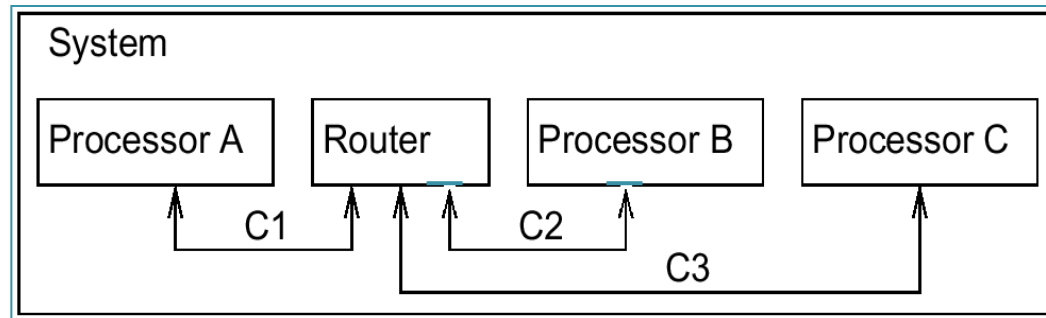 System
Processor A
Router
Processor B
Processor C
C1
C2
C3